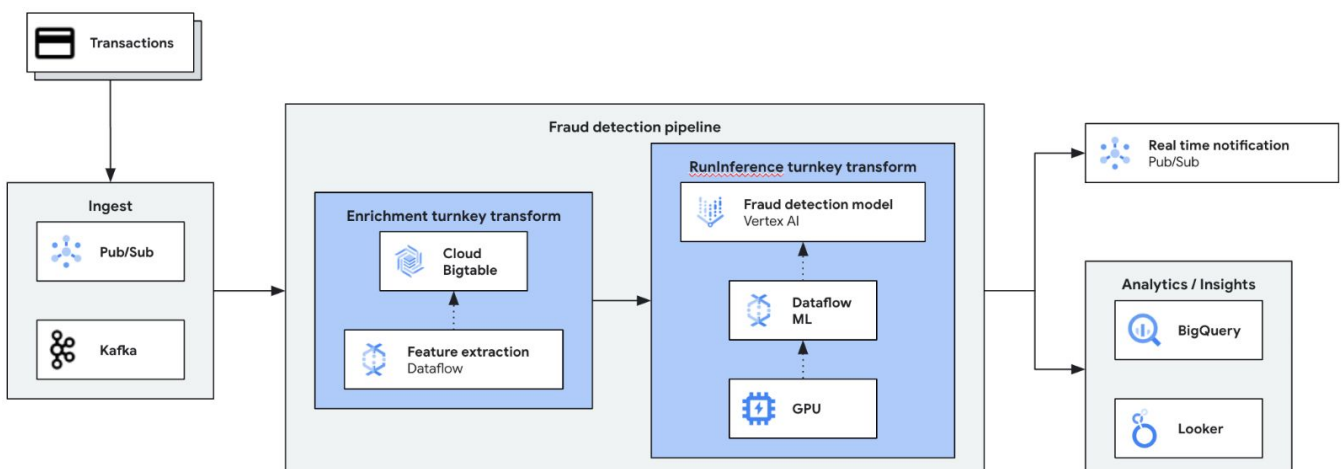 Transactions
Ingest
Pub/Sub
Kafka
Fraud detection pipeline
Enrichment turnkey transform
Cloud
Bigtable
Feature extraction
Dataflow
RunInference turnkey transform
Fraud detection model
Vertex AI
Dataflow
ML
GPU
Real time notification
Pub/Sub
Analytics / Insights
BigQuery
Looker